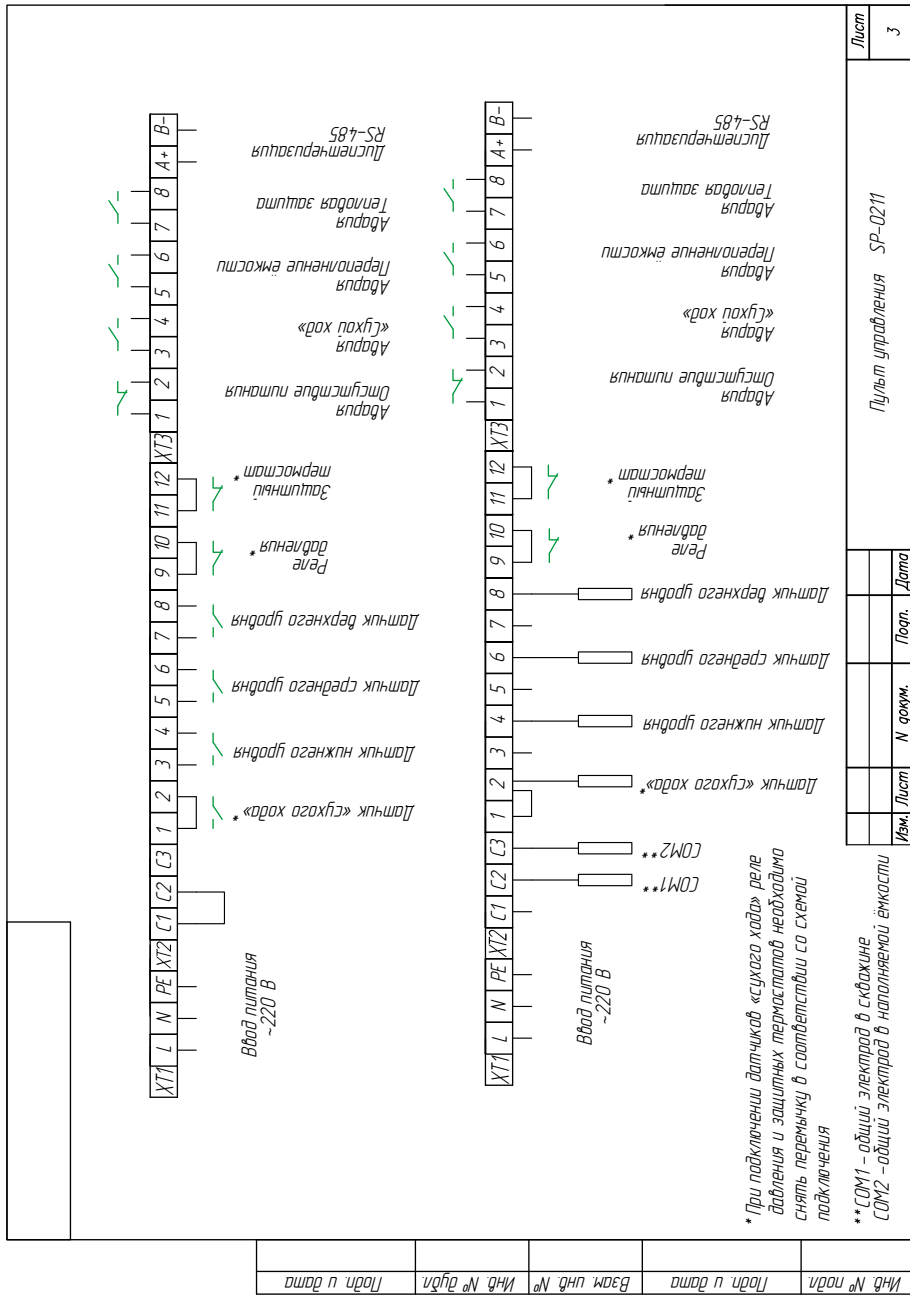 XT1 L N PE XT2 C1 C2 C3 1 2 3 4 5 6 7 8 9 10 11 12 XT3 1 2 3 4 5 6 7 8 A+ B-
Ввод питания
~220 В
Датчик «сухого хода» *
Датчик нижнего уровня
Датчик среднего уровня
Датчик верхнего уровня
Реле
давления *
Защитный
термостат *
Авария
Отсутствие питания
Авария
«Сухой ход»
Авария
Переполнение ёмкости
Авария
Тепловая защита
Диспетчеризация
RS-485
XT1 L N PE XT2 C1 C2 C3 1 2 3 4 5 6 7 8 9 10 11 12 XT3 1 2 3 4 5 6 7 8 A+ B-
Ввод питания
~220 В
COM1**
COM2**
Датчик «сухого хода»*
Датчик нижнего уровня
Датчик среднего уровня
Датчик верхнего уровня
Реле
давления *
Защитный
термостат *
Авария
Отсутствие питания
Авария
«Сухой ход»
Авария
Переполнение ёмкости
Авария
Тепловая защита
Диспетчеризация
RS-485
* При подключении датчиков «сухого хода» реле
давления и защитных термостатов необходимо
снять перемычку в соответствии со схемой
подключения
**COM1 - общий электрод в скважине
COM2 -общий электрод в наполняемой ёмкости
Изм. Лист N докум. Подп. Дата
Пульт управления SP-0211
Лист
3
Инв. № подл
Подп. и дата
Взам. инв. №
Инв. № дубл
Подп. и дата